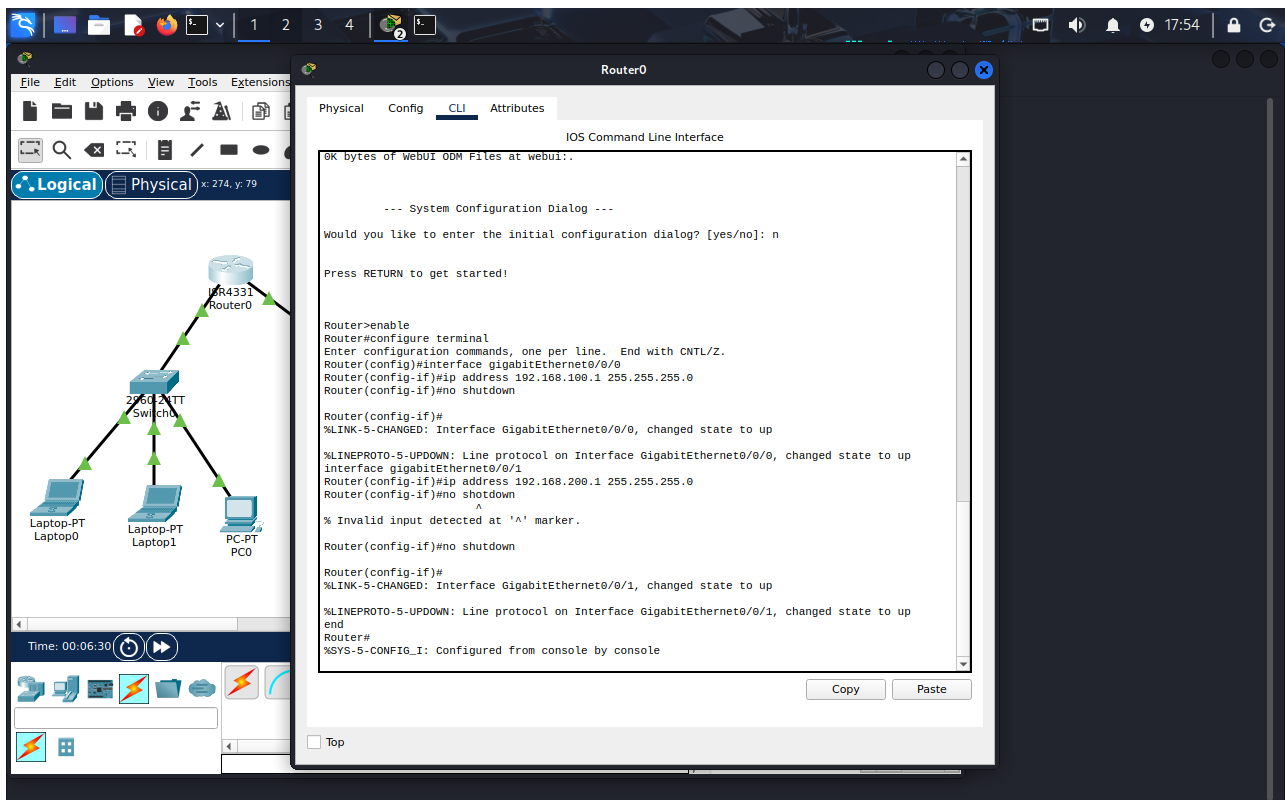 1 2 3 4 2 17:54
Router0
File Edit Options View Tools Extensions
Physical Config CLI Attributes
IOS Command Line Interface
Logical Physical x: 274, y: 79
0K bytes of WebUI ODM Files at webui:.
--- System Configuration Dialog ---
Would you like to enter the initial configuration dialog? [yes/no]: n
Press RETURN to get started!
Router>enable
Router#configure terminal
Enter configuration commands, one per line.  End with CNTL/Z.
Router(config)#interface gigabitEthernet0/0/0
Router(config-if)#ip address 192.168.100.1 255.255.255.0
Router(config-if)#no shutdown
Router(config-if)#
%LINK-5-CHANGED: Interface GigabitEthernet0/0/0, changed state to up
%LINEPROTO-5-UPDOWN: Line protocol on Interface GigabitEthernet0/0/0, changed state to up
interface gigabitEthernet0/0/1
Router(config-if)#ip address 192.168.200.1 255.255.255.0
Router(config-if)#no shotdown
^
% Invalid input detected at '^' marker.
Router(config-if)#no shutdown
Router(config-if)#
%LINK-5-CHANGED: Interface GigabitEthernet0/0/1, changed state to up
%LINEPROTO-5-UPDOWN: Line protocol on Interface GigabitEthernet0/0/1, changed state to up
end
Router#
%SYS-5-CONFIG_I: Configured from console by console
Copy Paste
Top
ISR4331
Router0
2960-24TT
Switch0
Laptop-PT
Laptop0
Laptop-PT
Laptop1
PC-PT
PC0
Time: 00:06:30